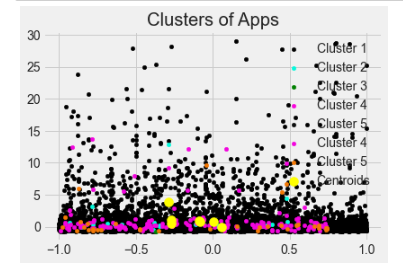 Clusters of Apps
30
25
20
15
10
5
0
-1.0
-0.5
0.0
0.5
1.0
Cluster 1
Cluster 2
Cluster 3
Cluster 4
Cluster 5
Cluster 4
Cluster 5
Centroids